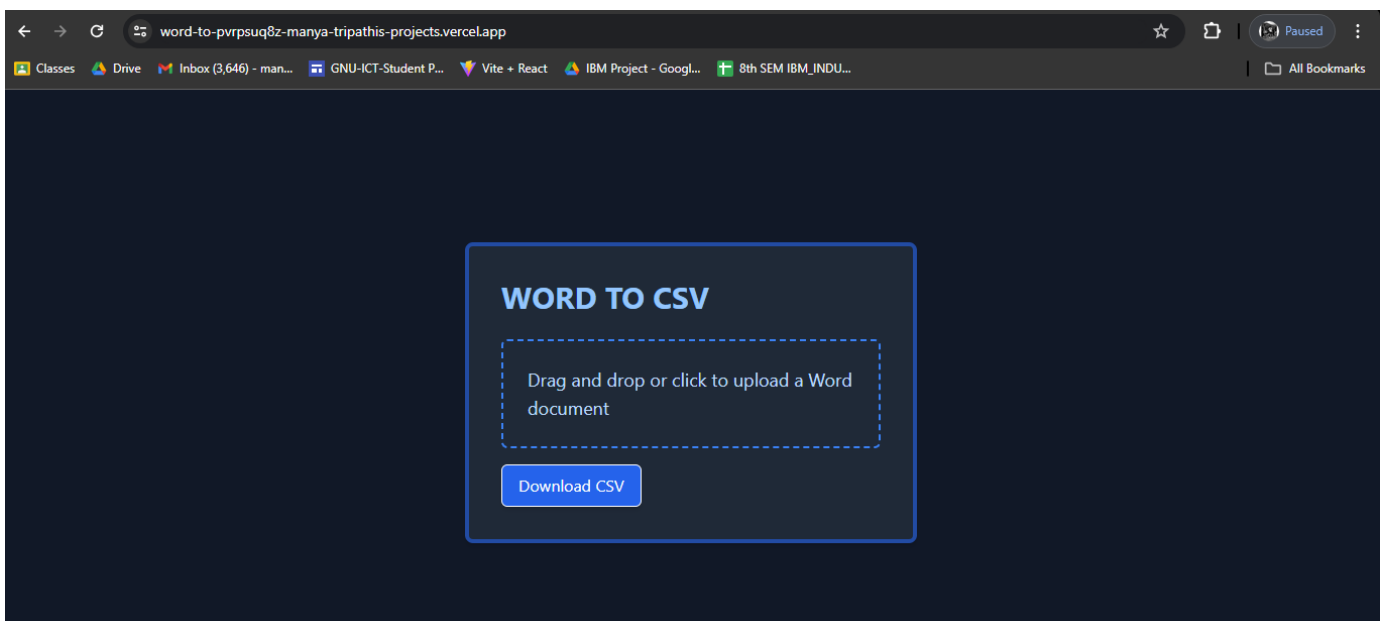 word-to-pvrpsuq8z-manya-tripathis-projects.vercel.app
Paused
Classes Drive Inbox (3,646) - man... GNU-ICT-Student P... Vite + React IBM Project - Googl... 8th SEM IBM_INDU... All Bookmarks
WORD TO CSV
Drag and drop or click to upload a Word
document
Download CSV